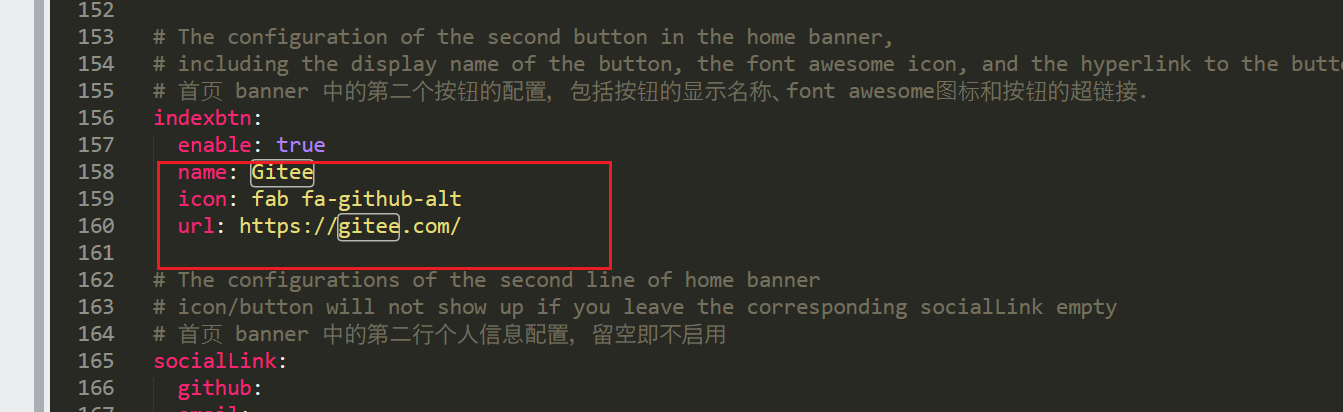 152
153 # The configuration of the second button in the home banner,
154 # including the display name of the button, the font awesome icon, and the hyperlink to the butto
155 # 首页 banner 中的第二个按钮的配置, 包括按钮的显示名称、font awesome图标和按钮的超链接.
156 indexbtn:
157 enable: true
158 name: Gitee
159 icon: fab fa-github-alt
160 url: https://gitee.com/
161
162 # The configurations of the second line of home banner
163 # icon/button will not show up if you leave the corresponding socialLink empty
164 # 首页 banner 中的第二行个人信息配置, 留空即不启用
165 socialLink:
166 github: